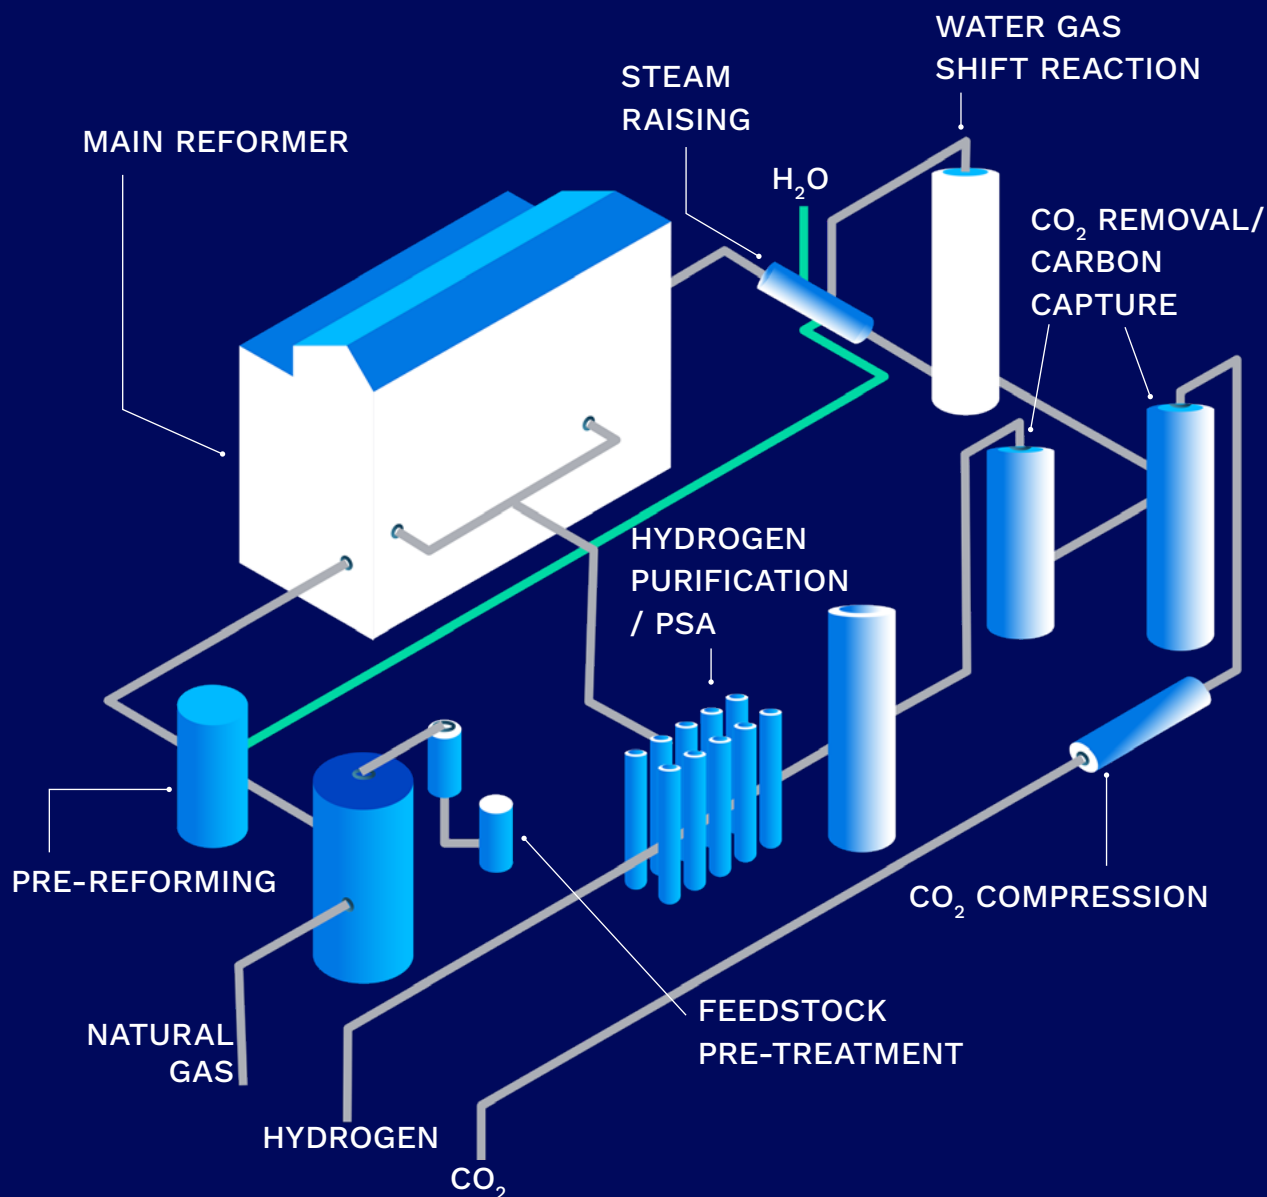 WATER GAS
SHIFT REACTION
STEAM
RAISING
MAIN REFORMER
H₂O
CO₂ REMOVAL/
CARBON
CAPTURE
HYDROGEN
PURIFICATION
/ PSA
PRE-REFORMING
CO₂ COMPRESSION
FEEDSTOCK
PRE-TREATMENT
NATURAL
GAS
HYDROGEN
CO₂